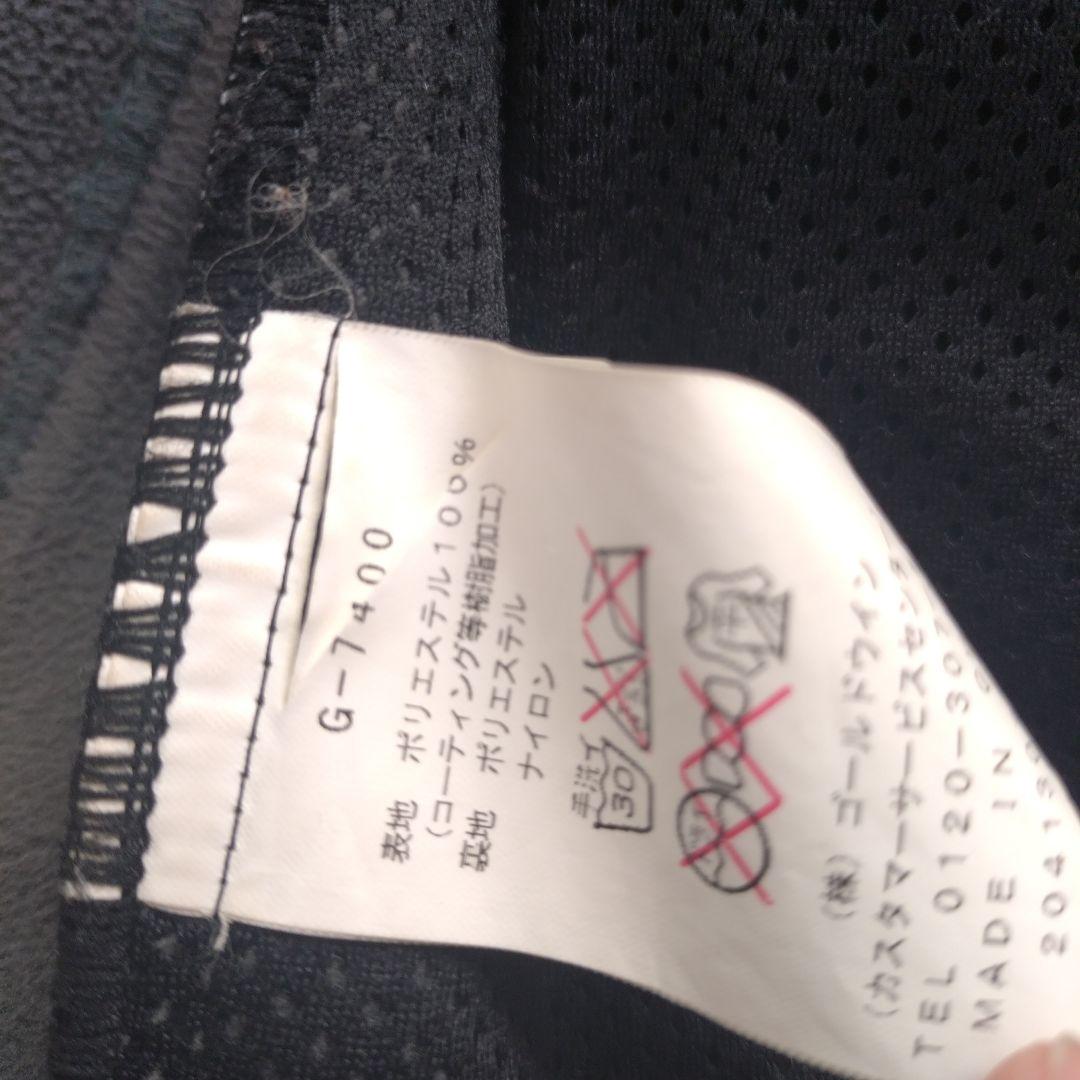 G-7400
表地 ポリエステル100%
(コーティング等樹脂加工)
裏地 ポリエステル
ナイロン
手洗イ
30
(株) ゴールドウイン
(カスタマーサービスセンタ
TEL 0120-307
MADE IN